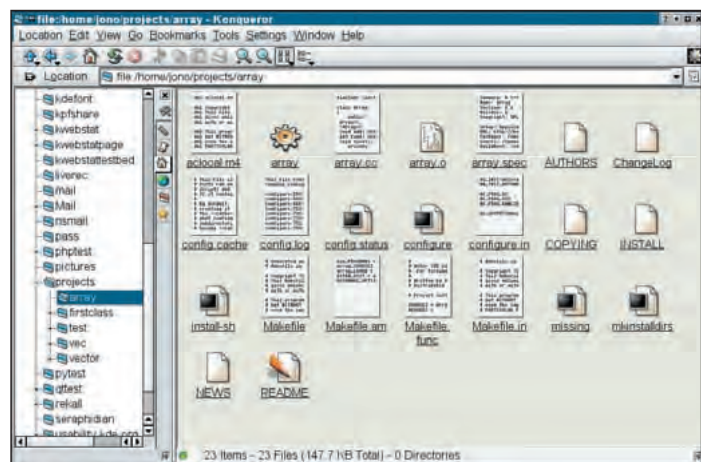 file:/home/jono/projects/array - Konqueror
Location Edit View Go Bookmarks Tools Settings Window Help
Location file:/home/jono/projects/array
kdefont
kpfshare
kwebstat
kwebstatpage
kwebstattestbed
liverec
mail
Mail
nsmail
pass
phptest
pictures
projects
array
firstclass
test
vec
vector
pytest
qttest
rekall
seraphidian
usability.kde.org
aclocal.m4 array array.cc array.o array.spec AUTHORS ChangeLog
config.cache config.log config.status configure configure.in COPYING INSTALL
install-sh Makefile Makefile.am Makefile.func Makefile.in missing mkinstalldirs
NEWS README
23 Items - 23 Files (147.7 KB Total) - 0 Directories